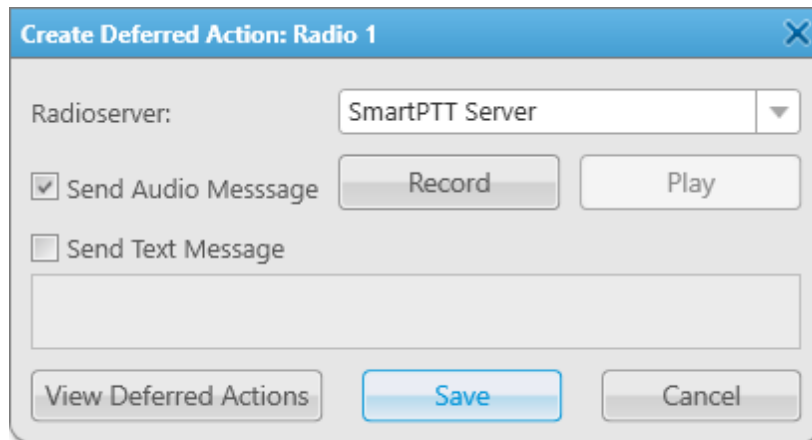 Create Deferred Action: Radio 1
Radioserver: SmartPTT Server
Send Audio Messsage Record Play
Send Text Message
View Deferred Actions Save Cancel